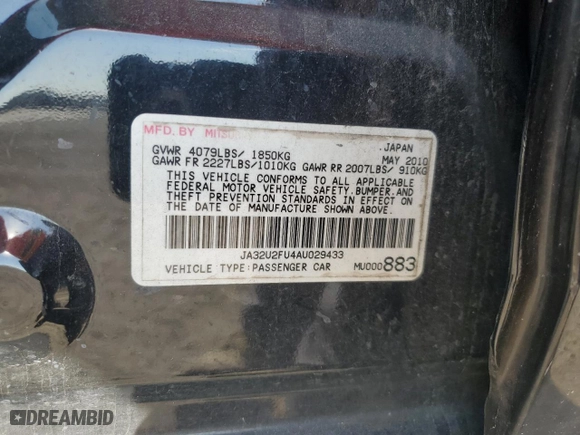 MFD. BY
JAPAN
GVWR 4079LBS/ 1850KG MAY 2010
GAWR FR 2227LBS/1010KG GAWR RR 2007LBS/ 910KG
THIS VEHICLE CONFORMS TO ALL APPLICABLE
FEDERAL MOTOR VEHICLE SAFETY,BUMPER,AND
THEFT PREVENTION STANDARDS IN EFFECT ON
THE DATE OF MANUFACTURE SHOWN ABOVE.
JA32U2FU4AU029433
VEHICLE TYPE:PASSENGER CAR MU000883
DREAMBID